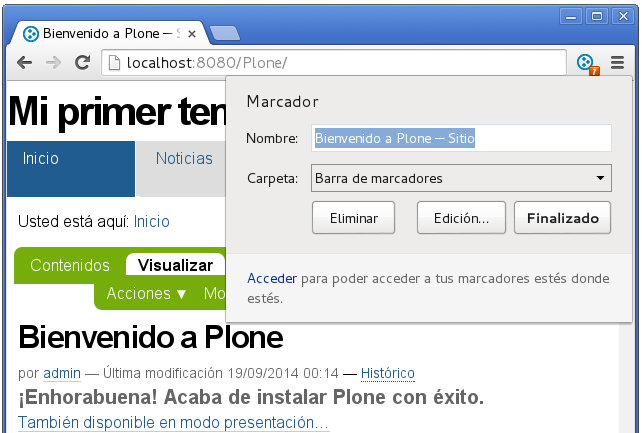 Bienvenido a Plone — S
localhost:8080/Plone/
7
Marcador
Nombre: Bienvenido a Plone — Sitio
Carpeta: Barra de marcadores
Eliminar Edición... Finalizado
Acceder para poder acceder a tus marcadores estés donde
estés.
Mi primer ten
Inicio Noticias
Usted está aquí: Inicio
Contenidos Visualizar
Acciones ▼ Mo
Bienvenido a Plone
por admin — Última modificación 19/09/2014 00:14 — Histórico
¡Enhorabuena! Acaba de instalar Plone con éxito.
También disponible en modo presentación...